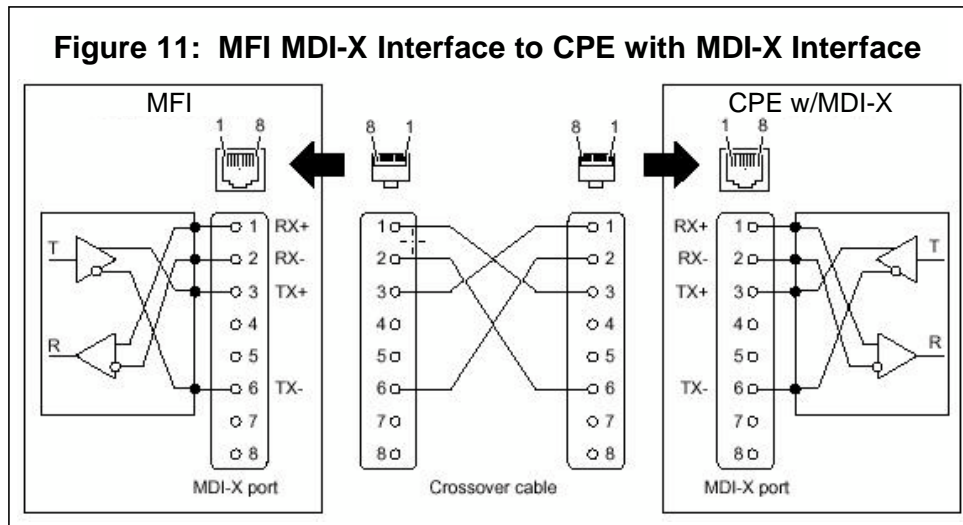 Figure 11: MFI MDI-X Interface to CPE with MDI-X Interface
MFI
CPE w/MDI-X
1 8
8 1
8 1
1 8
T
R
1 RX+
2 RX-
3 TX+
4
5
6 TX-
7
8
MDI-X port
1
2
3
4
5
6
7
8
1
2
3
4
5
6
7
8
Crossover cable
RX+ 1
RX- 2
TX+ 3
4
5
TX- 6
7
8
T
R
MDI-X port